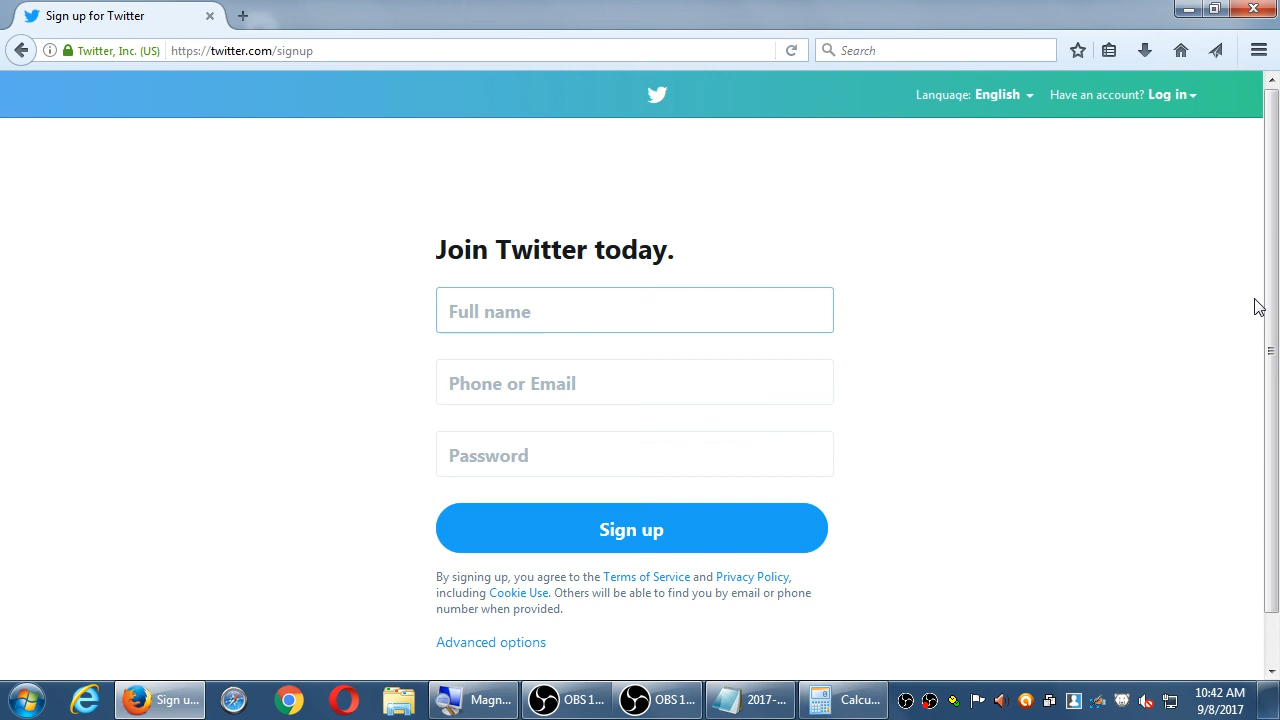 Sign up for Twitter
Twitter, Inc. (US)
https://twitter.com/signup
Search
Language: English
Have an account? Log in
Join Twitter today.
Full name
Phone or Email
Password
Sign up
By signing up, you agree to the Terms of Service and Privacy Policy,
including Cookie Use. Others will be able to find you by email or phone
number when provided.
Advanced options
Sign u...
Magn...
OBS 1...
OBS 1...
2017-...
Calcu...
10:42 AM
9/8/2017